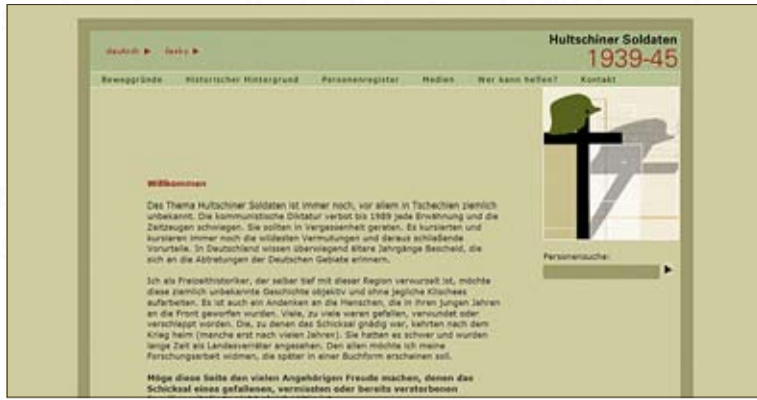 deutsch ▶ česky ▶
Hultschiner Soldaten
1939-45
Beweggründe Historischer Hintergrund Personenregister Medien Wer kann helfen? Kontakt
Willkommen
Das Thema Hultschiner Soldaten ist immer noch, vor allem in Tschechien ziemlich
unbekannt. Die kommunistische Diktatur verbot bis 1989 jede Erwähnung und die
Zeitzeugen schwiegen. Sie sollten in Vergessenheit geraten. Es kursierten und
kursieren immer noch die wildesten Vermutungen und daraus schließende
Vorurteile. In Deutschland wissen überwiegend ältere Jahrgänge Bescheid, die
sich an die Abtretungen der Deutschen Gebiete erinnern.
Personensuche:
Ich als Freizeithistoriker, der selber tief mit dieser Region verwurzelt ist, möchte
diese ziemlich unbekannte Geschichte objektiv und ohne jegliche Klischees
aufarbeiten. Es ist auch ein Andenken an die Menschen, die in ihren jungen Jahren
an die Front geworfen wurden. Viele, zu viele waren gefallen, verwundet oder
verschleppt worden. Die, zu denen das Schicksal gnädig war, kehrten nach dem
Krieg heim (manche erst nach vielen Jahren). Sie hatten es schwer und wurden
lange Zeit als Landesverräter angesehen. Den allen möchte ich meine
Forschungsarbeit widmen, die später in einer Buchform erscheinen soll.
Möge diese Seite den vielen Angehörigen Freude machen, denen das
Schicksal eines gefallenen, vermissten oder bereits verstorbenen